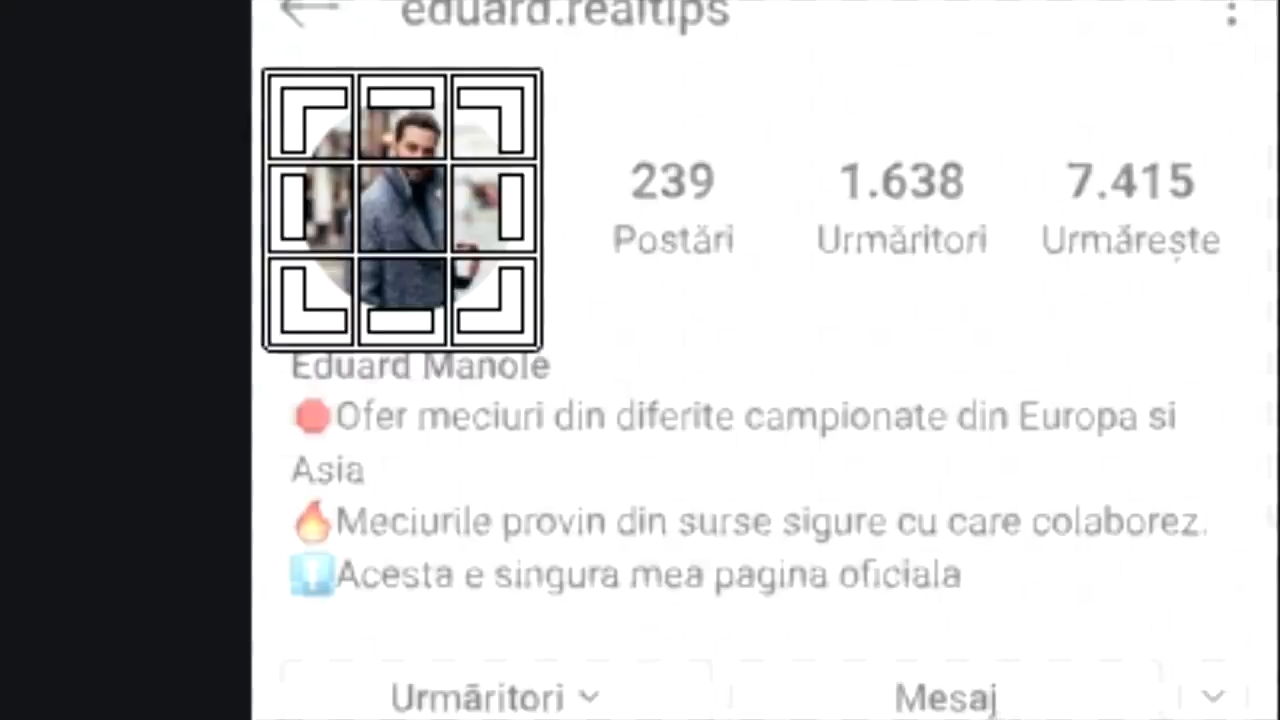 eduard.realtips
239
1.638
7.415
Postări
Urmăritori
Urmărește
Eduard Manole
Ofer meciuri din diferite campionate din Europa si
Asia
Meciurile provin din surse sigure cu care colaborez.
Acesta e singura mea pagina oficiala
Urmăritori
Mesaj